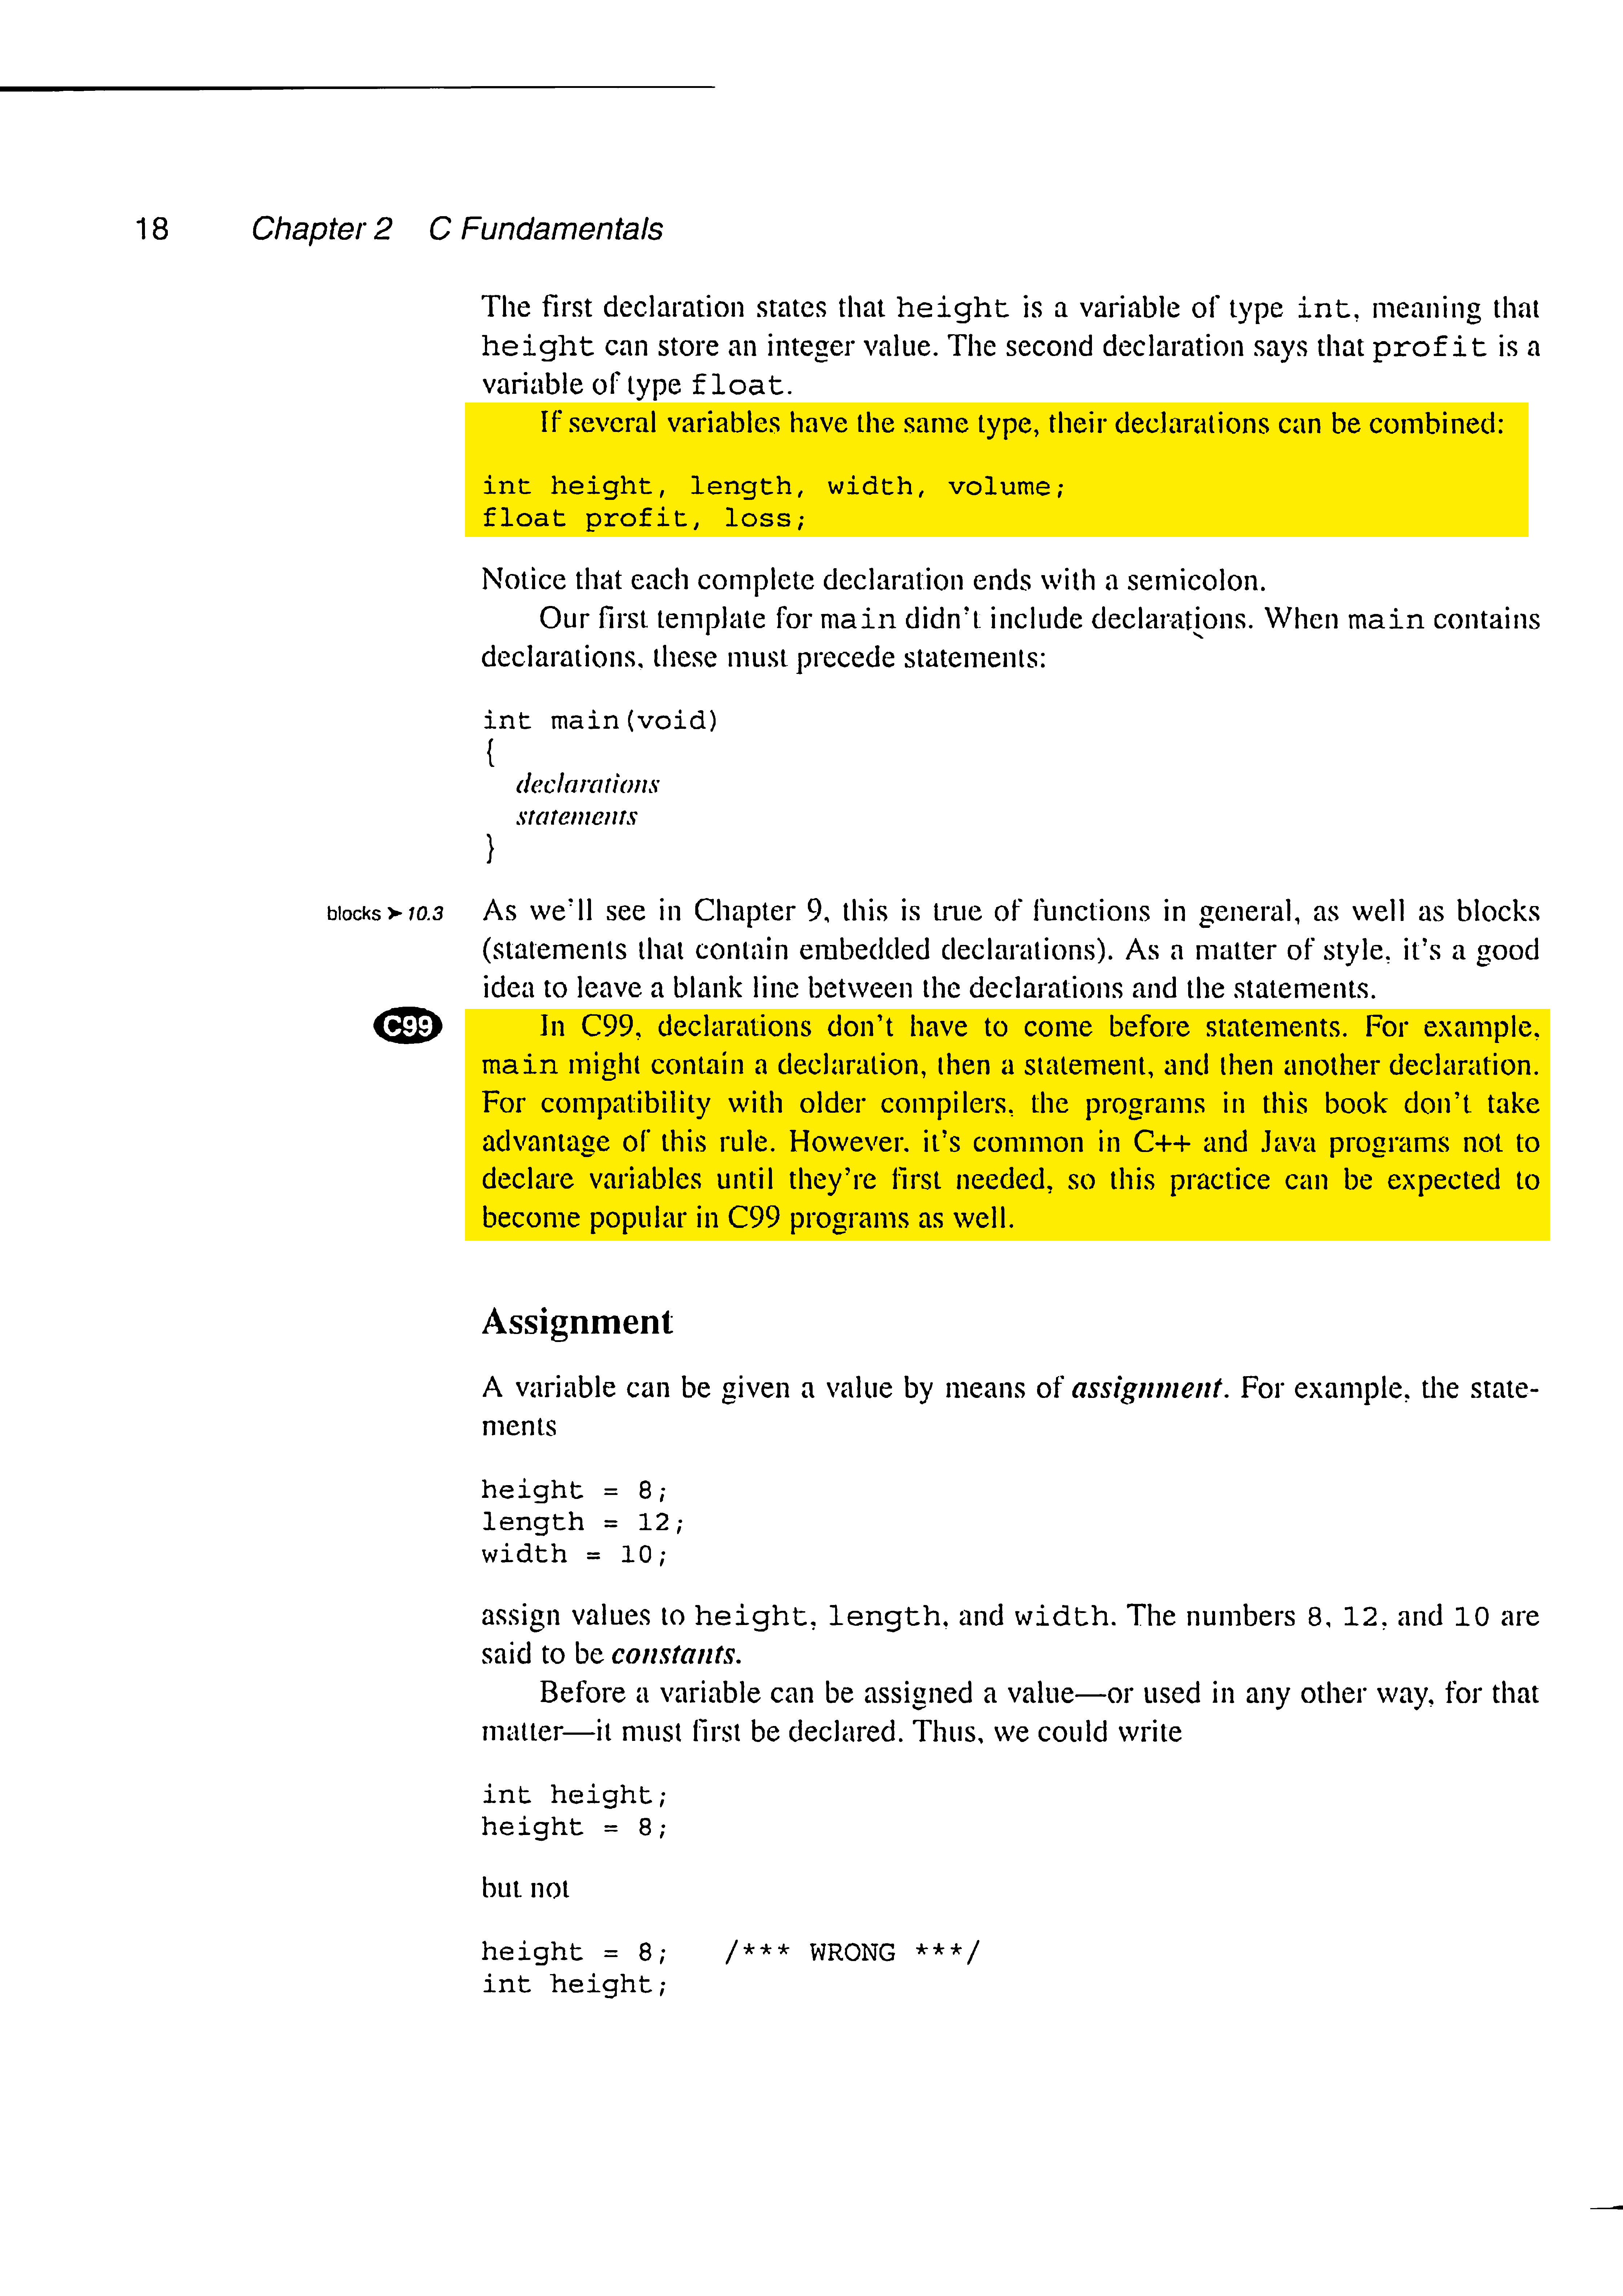 18 Chapter 2 C Fundamentals
The first declaration states that height is a variable of type int, meaning that
height can store an integer value. The second declaration says that profit is a
variable of type float.
If several variables have the same type, their declarations can be combined:
int height, length, width, volume;
float profit, loss;
Notice that each complete declaration ends with a semicolon.
Our first template for main didn't include declarations. When main contains
declarations, these must precede statements:
int main(void)
{
declarations
statements
}
blocks ➤ 10.3 As we'll see in Chapter 9, this is true of functions in general, as well as blocks
(statements that contain embedded declarations). As a matter of style, it's a good
idea to leave a blank line between the declarations and the statements.
C99 In C99, declarations don't have to come before statements. For example,
main might contain a declaration, then a statement, and then another declaration.
For compatibility with older compilers, the programs in this book don't take
advantage of this rule. However, it's common in C++ and Java programs not to
declare variables until they're first needed, so this practice can be expected to
become popular in C99 programs as well.
Assignment
A variable can be given a value by means of assignment. For example, the state-
ments
height = 8;
length = 12;
width = 10;
assign values to height, length, and width. The numbers 8, 12, and 10 are
said to be constants.
Before a variable can be assigned a value—or used in any other way, for that
matter—it must first be declared. Thus, we could write
int height;
height = 8;
but not
height = 8; /*** WRONG ***/
int height;